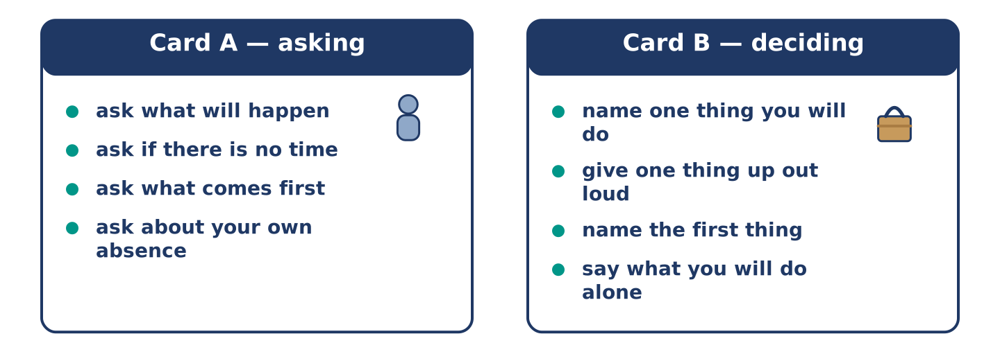 Card A — asking
ask what will happen
ask if there is no time
ask what comes first
ask about your own
absence
Card B — deciding
name one thing you will
do
give one thing up out
loud
name the first thing
say what you will do
alone